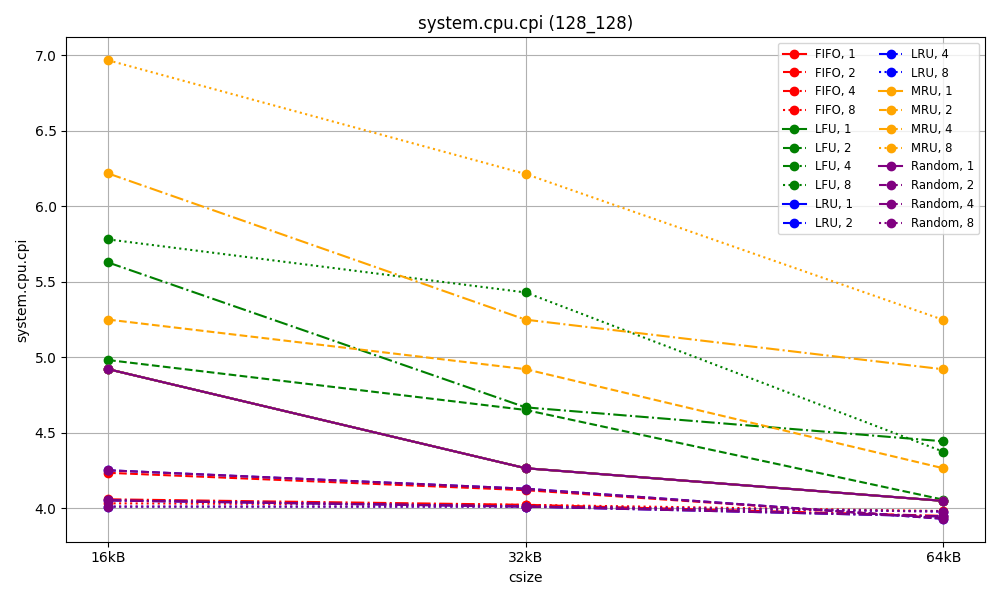 system.cpu.cpi (128_128)
system.cpu.cpi
7.0
6.5
6.0
5.5
5.0
4.5
4.0
FIFO, 1
FIFO, 2
FIFO, 4
FIFO, 8
LFU, 1
LFU, 2
LFU, 4
LFU, 8
LRU, 1
LRU, 2
LRU, 4
LRU, 8
MRU, 1
MRU, 2
MRU, 4
MRU, 8
Random, 1
Random, 2
Random, 4
Random, 8
16kB
32kB
64kB
csize